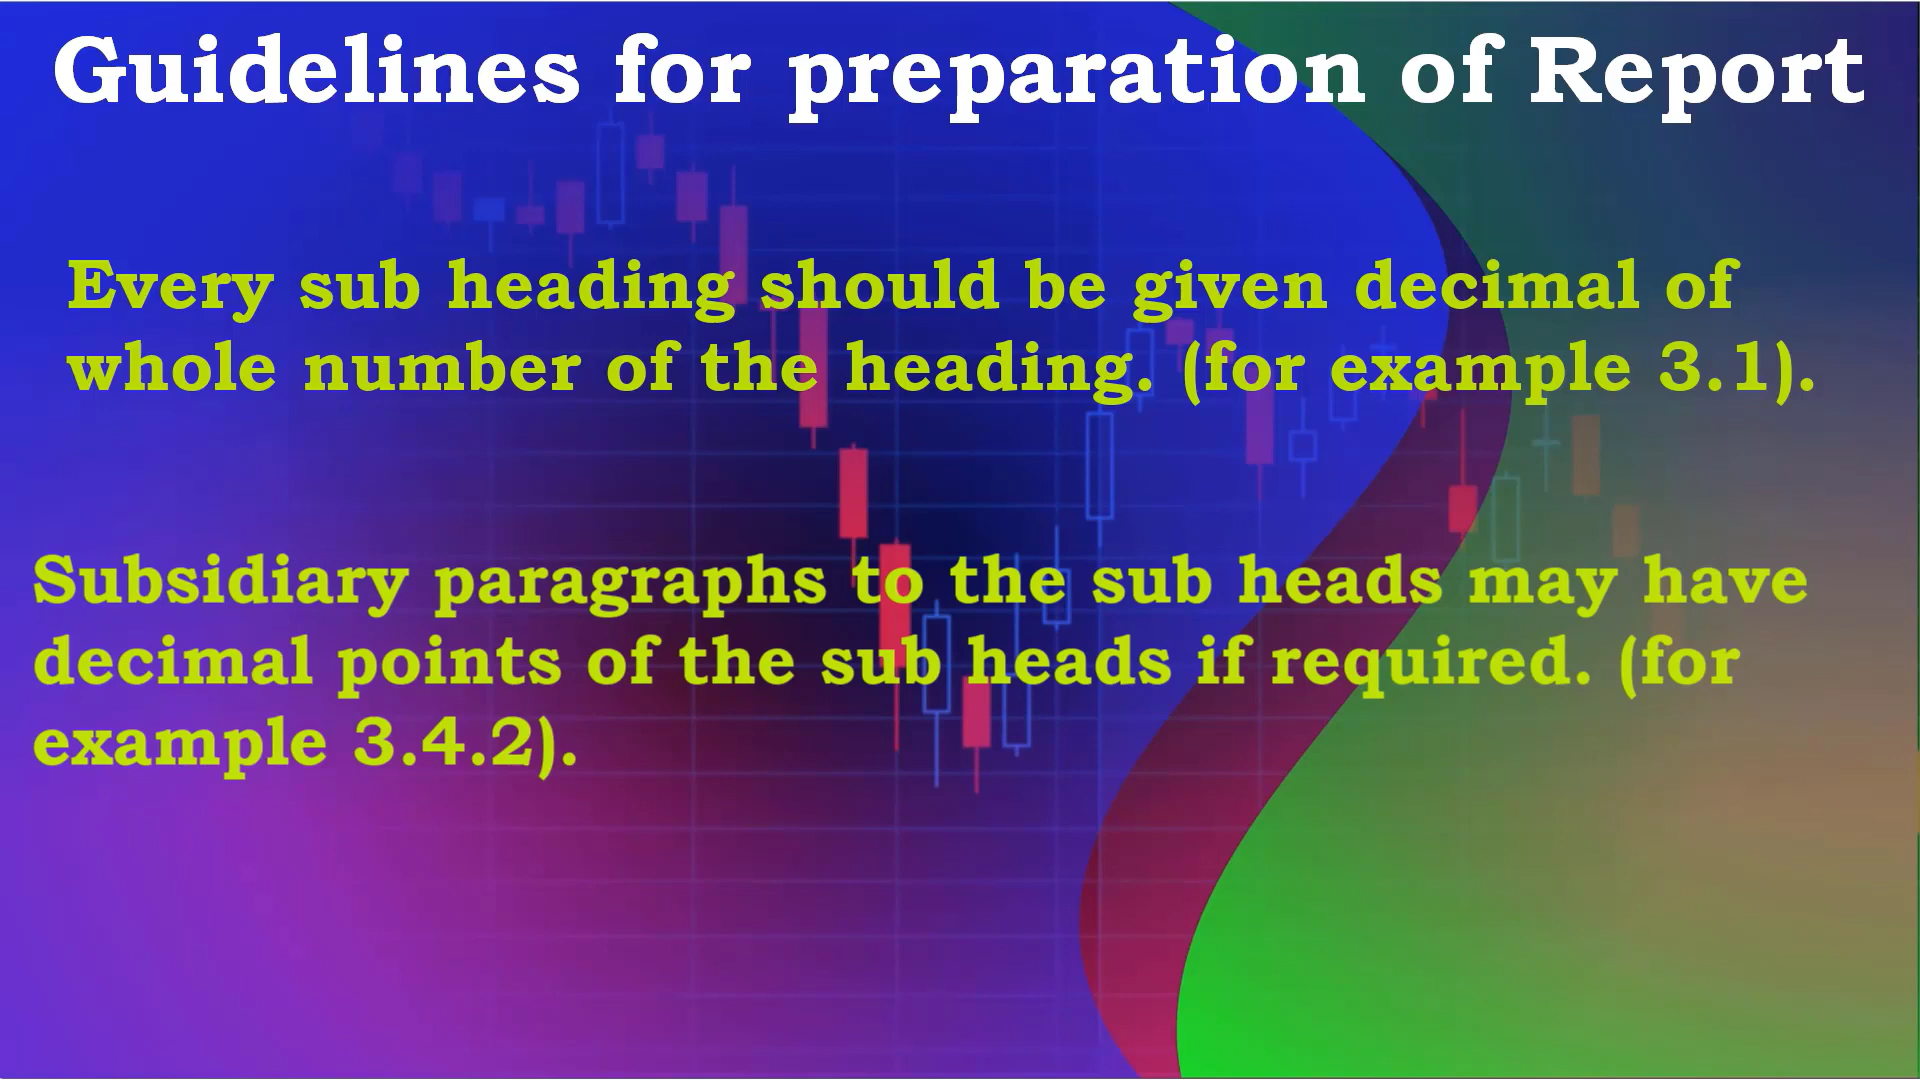 Guidelines for preparation of Report
Every sub heading should be given decimal of
whole number of the heading. (for example 3.1).
Subsidiary paragraphs to the sub heads may have
decimal points of the sub heads if required. (for
example 3.4.2).